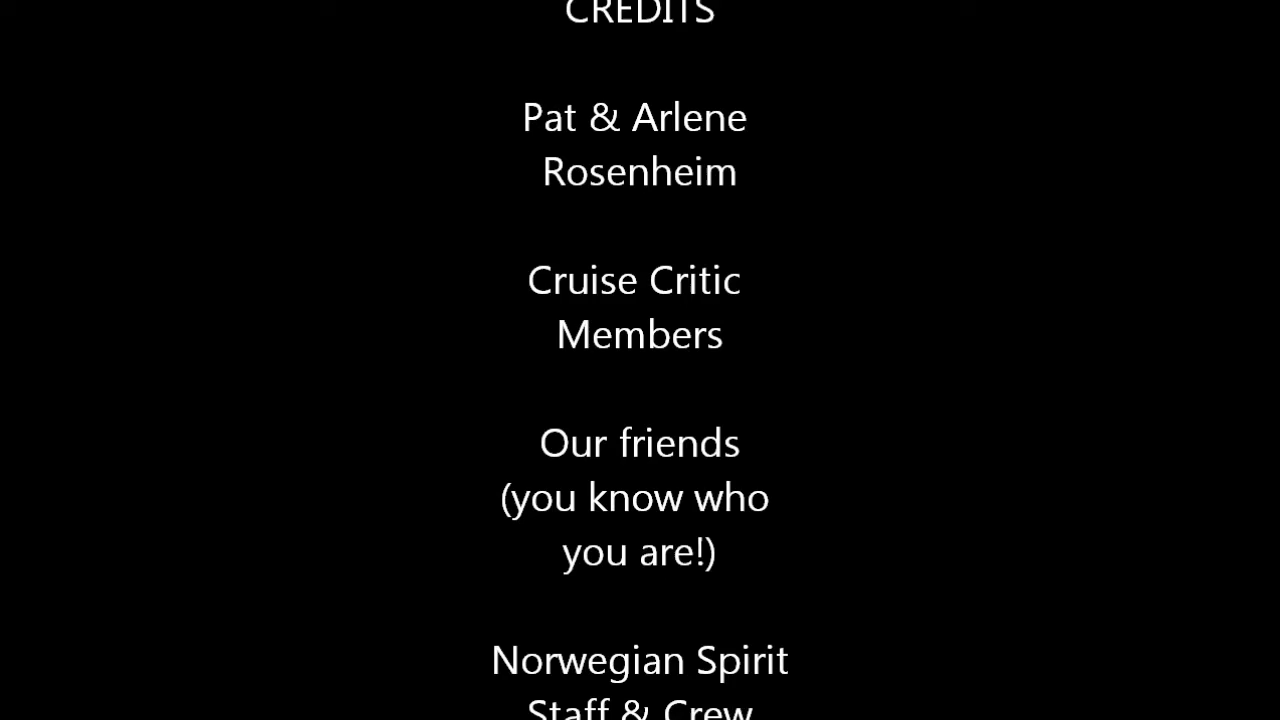 CREDITS
Pat & Arlene
Rosenheim
Cruise Critic
Members
Our friends
(you know who
you are!)
Norwegian Spirit
Staff & Crew